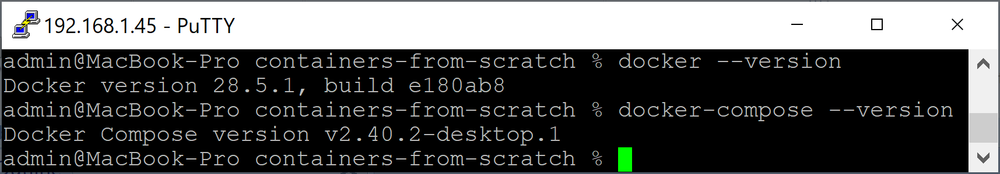 192.168.1.45 - PuTTY
admin@MacBook-Pro containers-from-scratch % docker --version
Docker version 28.5.1, build e180ab8
admin@MacBook-Pro containers-from-scratch % docker-compose --version
Docker Compose version v2.40.2-desktop.1
admin@MacBook-Pro containers-from-scratch %